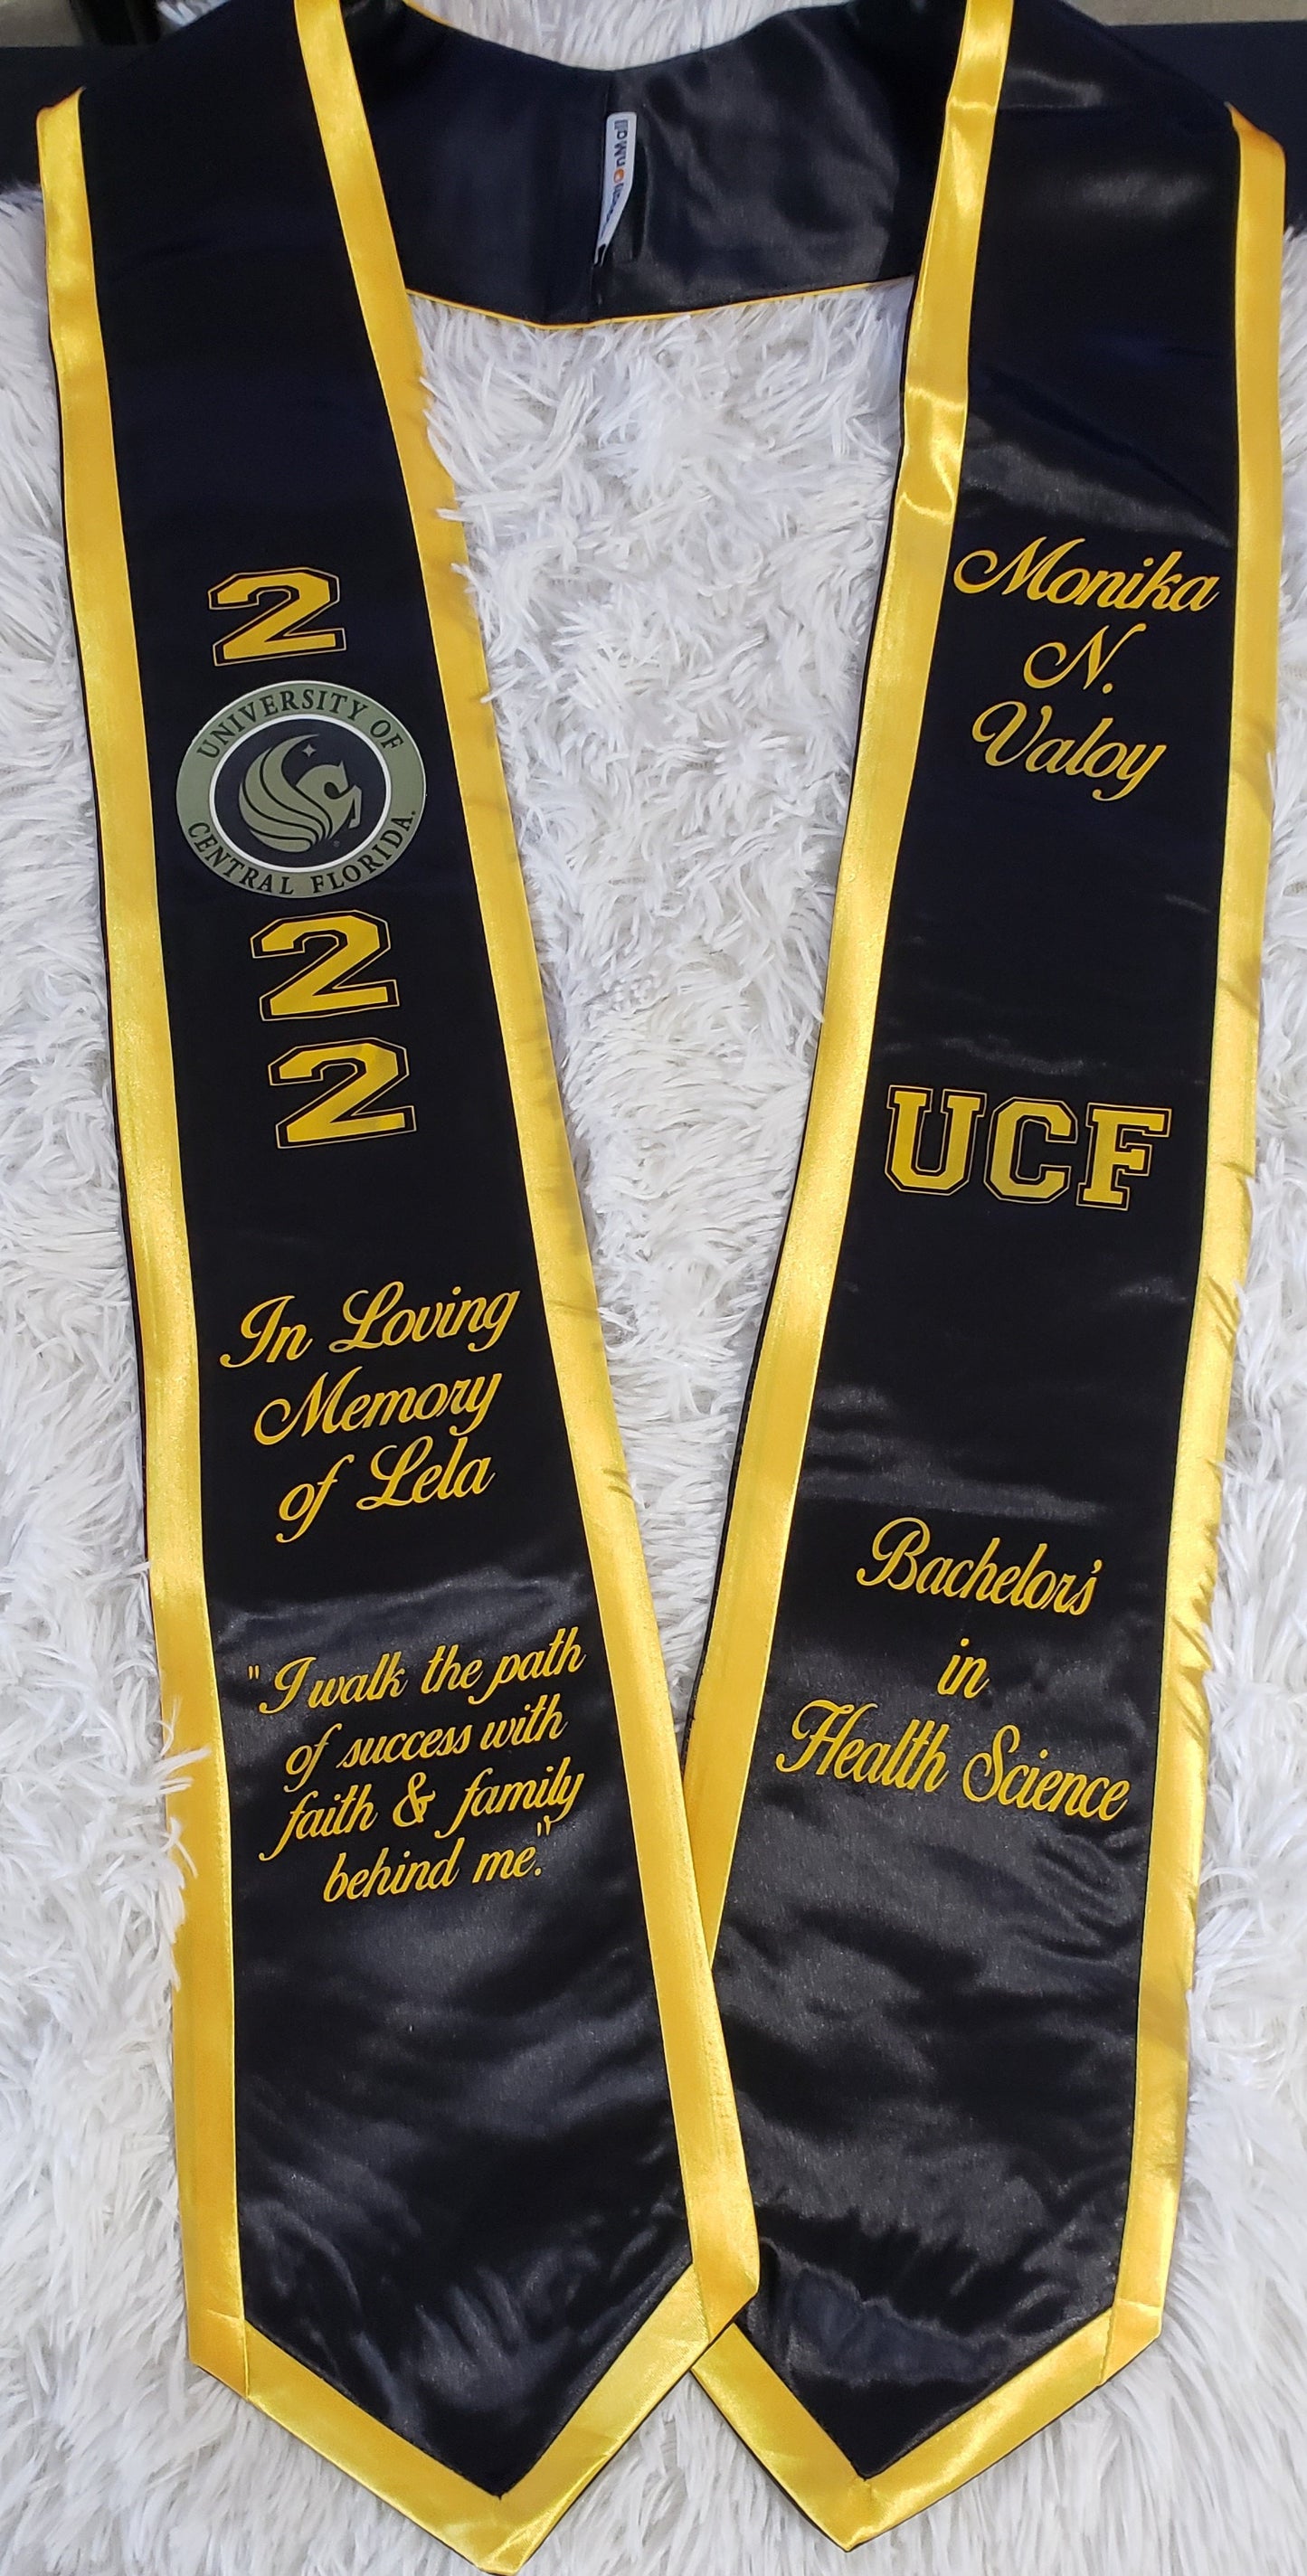 2
UNIVERSITY OF
CENTRAL FLORIDA
2
2
In Loving
Memory
of Lela
"I walk the path
of success with
faith & family
behind me."
Monika
N.
Valoy
UCF
Bachelors'
in
Health Science